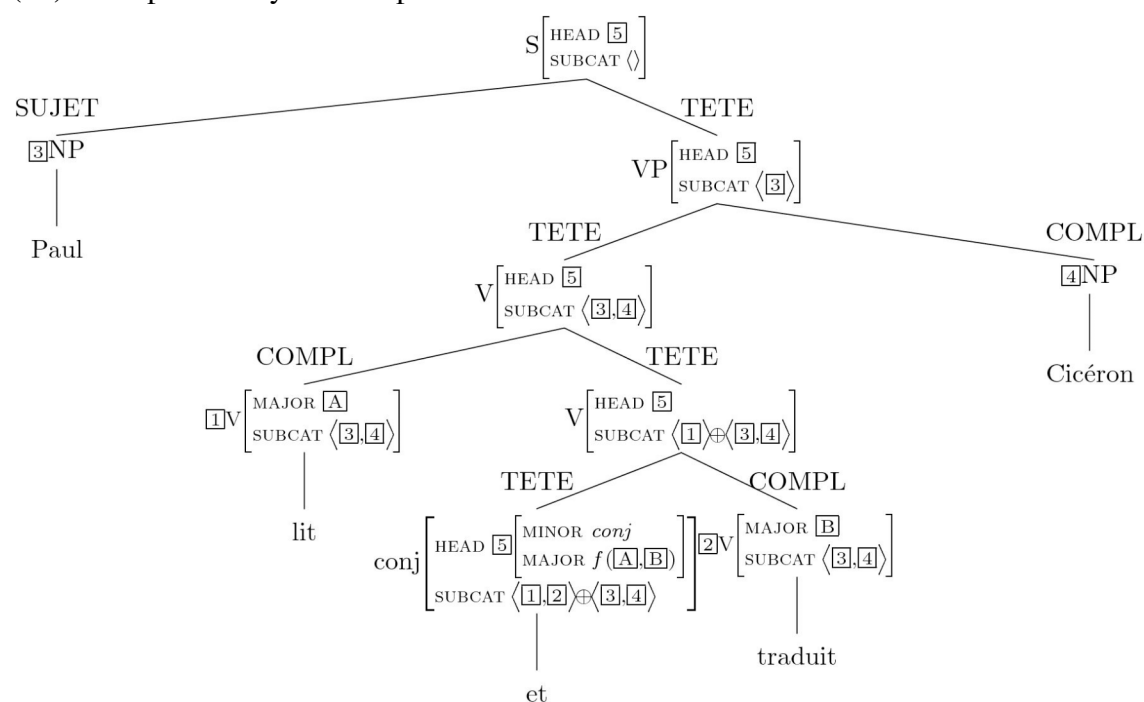 S[HEAD 5
SUBCAT ⟨⟩]
SUJET TETE
3NP
VP[HEAD 5
SUBCAT ⟨3⟩]
Paul
TETE COMPL
V[HEAD 5
SUBCAT ⟨3,4⟩]
4NP
COMPL TETE
Cicéron
1V[MAJOR A
SUBCAT ⟨3,4⟩]
V[HEAD 5
SUBCAT ⟨1⟩⊕⟨3,4⟩]
TETE COMPL
lit
conj[HEAD 5[MINOR conj
MAJOR f(A,B)]
SUBCAT ⟨1,2⟩⊕⟨3,4⟩]
2V[MAJOR B
SUBCAT ⟨3,4⟩]
traduit
et